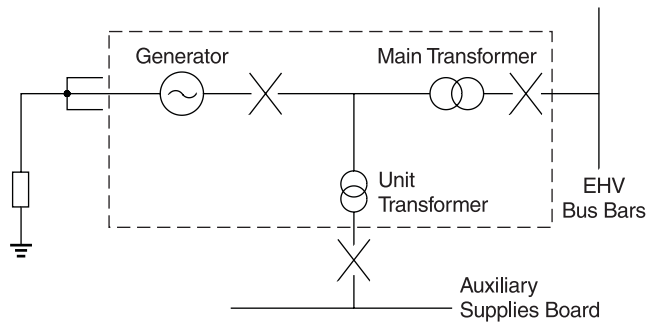 Generator
Main Transformer
Unit
Transformer
EHV
Bus Bars
Auxiliary
Supplies Board